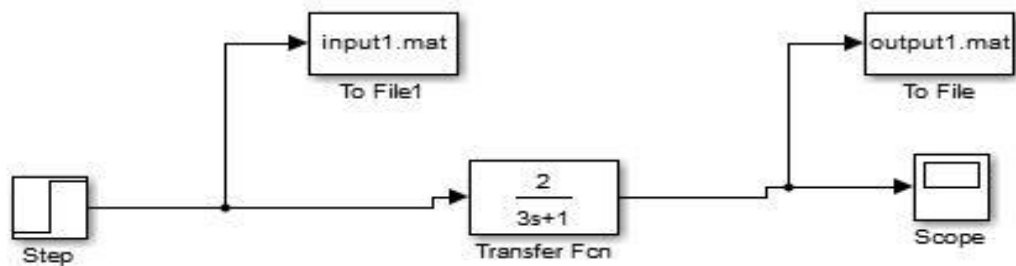 input1.mat
To File1
output1.mat
To File
Step
2
3s+1
Transfer Fcn
Scope